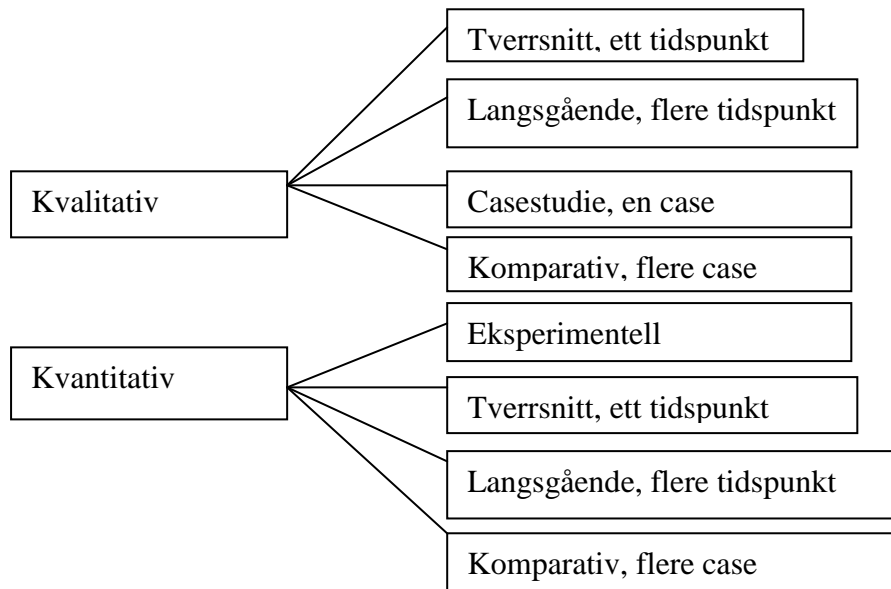 Tverrsnitt, ett tidspunkt
Langsgående, flere tidspunkt
Kvalitativ
Casestudie, en case
Komparativ, flere case
Eksperimentell
Kvantitativ
Tverrsnitt, ett tidspunkt
Langsgående, flere tidspunkt
Komparativ, flere case